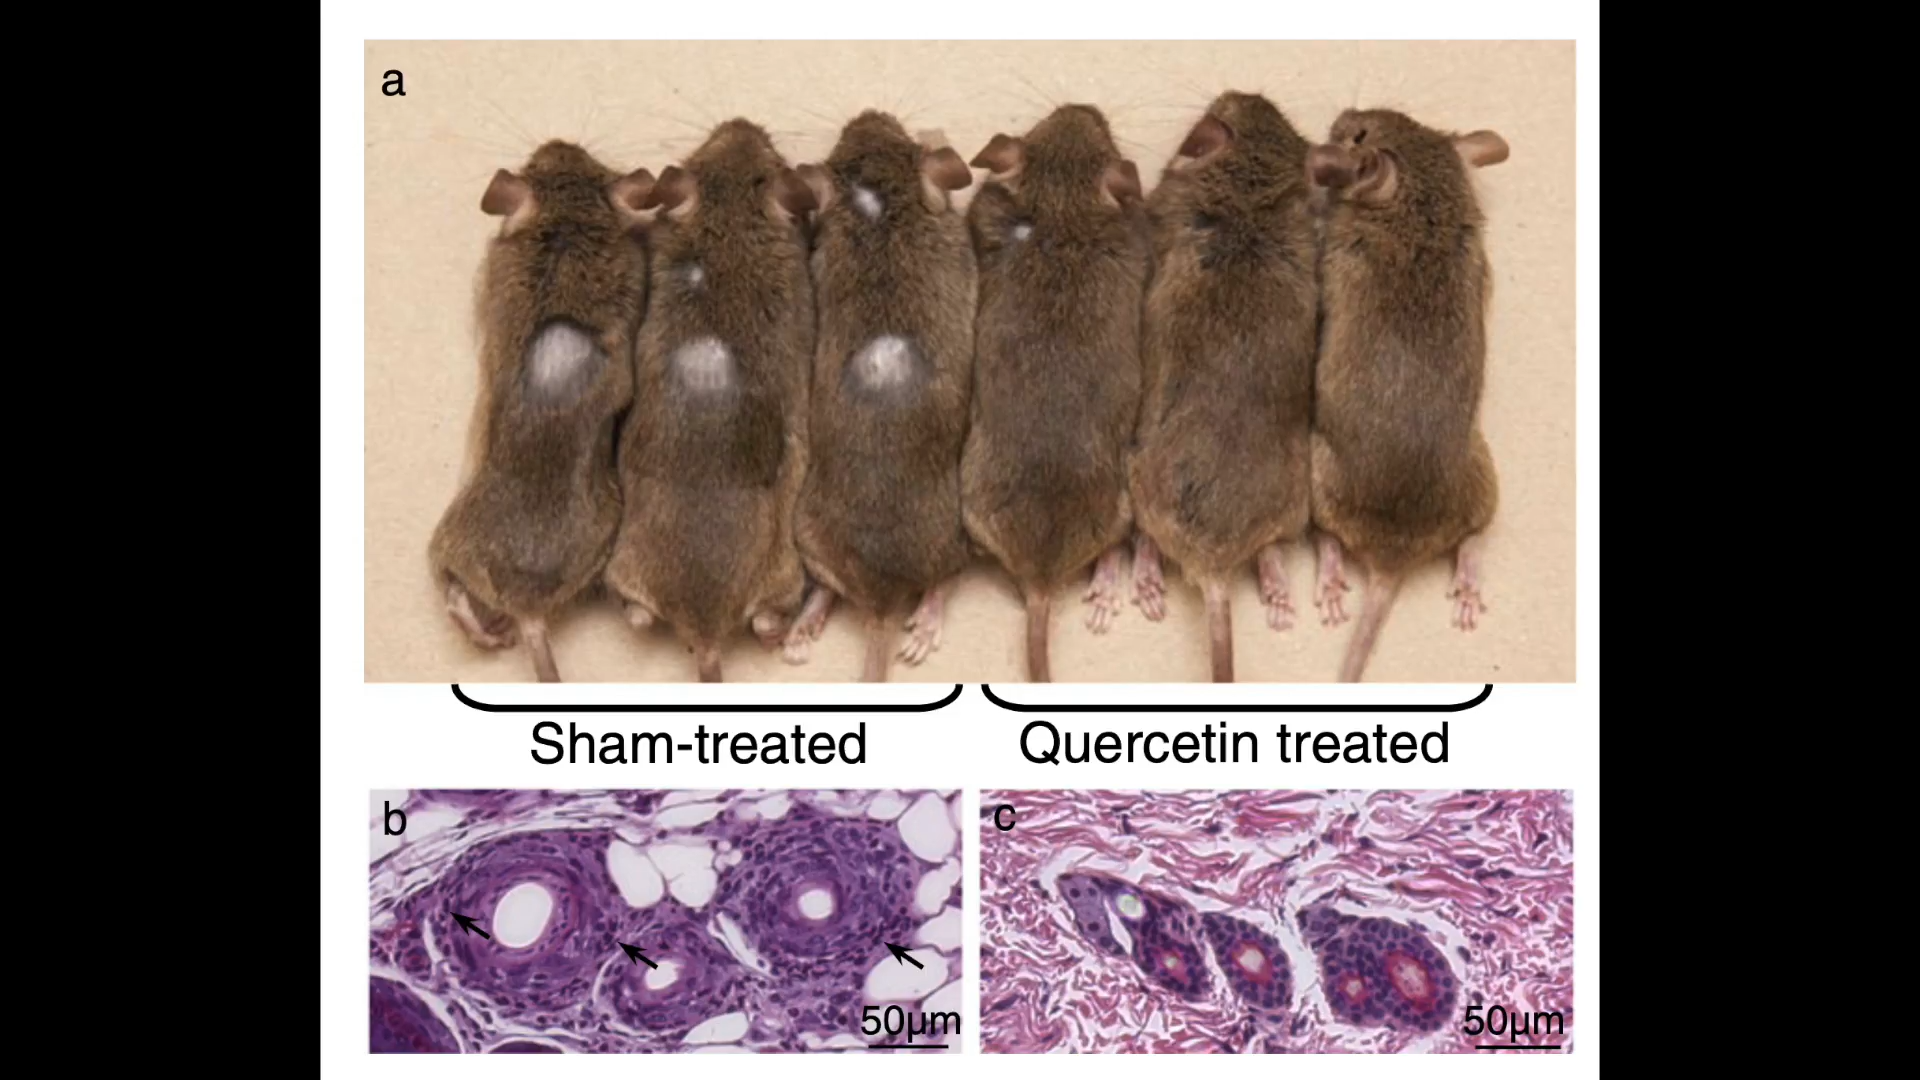 a
Sham-treated
Quercetin treated
b
c
50μm
50μm